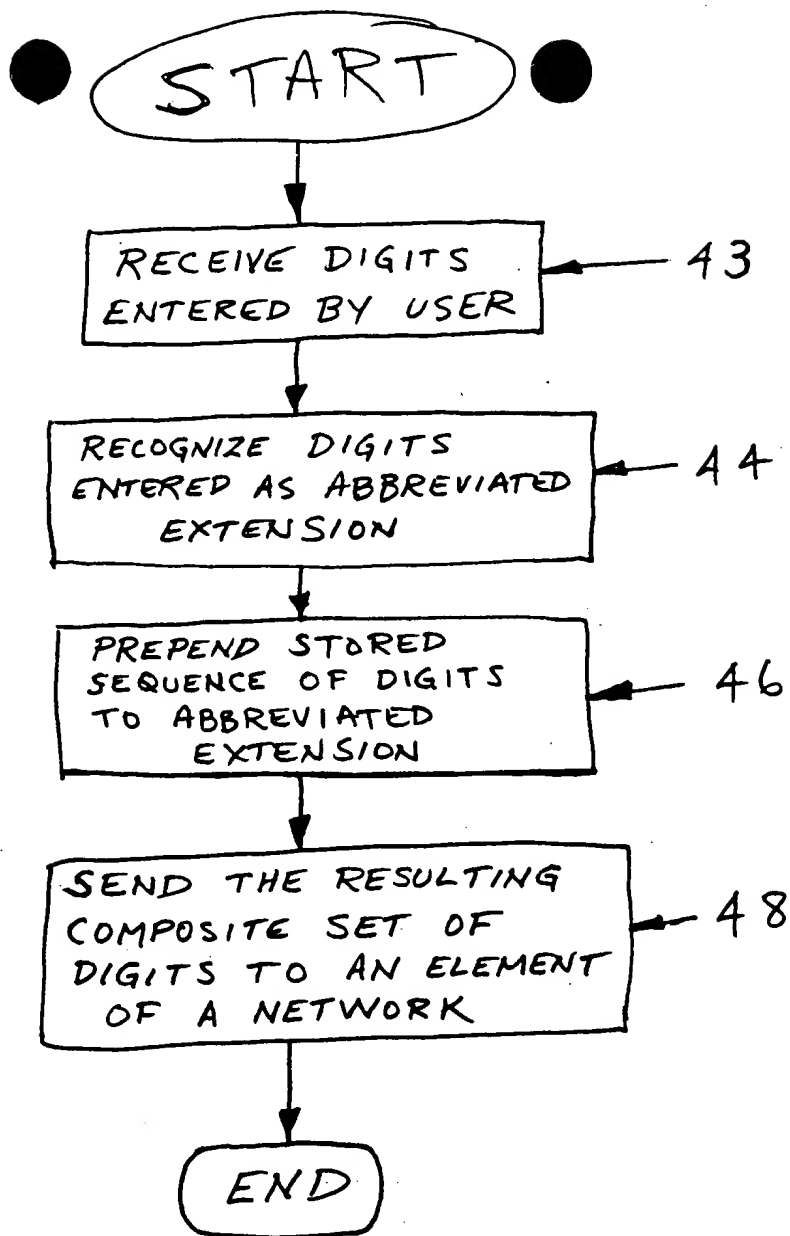 START
RECEIVE DIGITS
ENTERED BY USER
43
RECOGNIZE DIGITS
ENTERED AS ABBREVIATED
EXTENSION
44
PREPEND STORED
SEQUENCE OF DIGITS
TO ABBREVIATED
EXTENSION
46
SEND THE RESULTING
COMPOSITE SET OF
DIGITS TO AN ELEMENT
OF A NETWORK
48
END